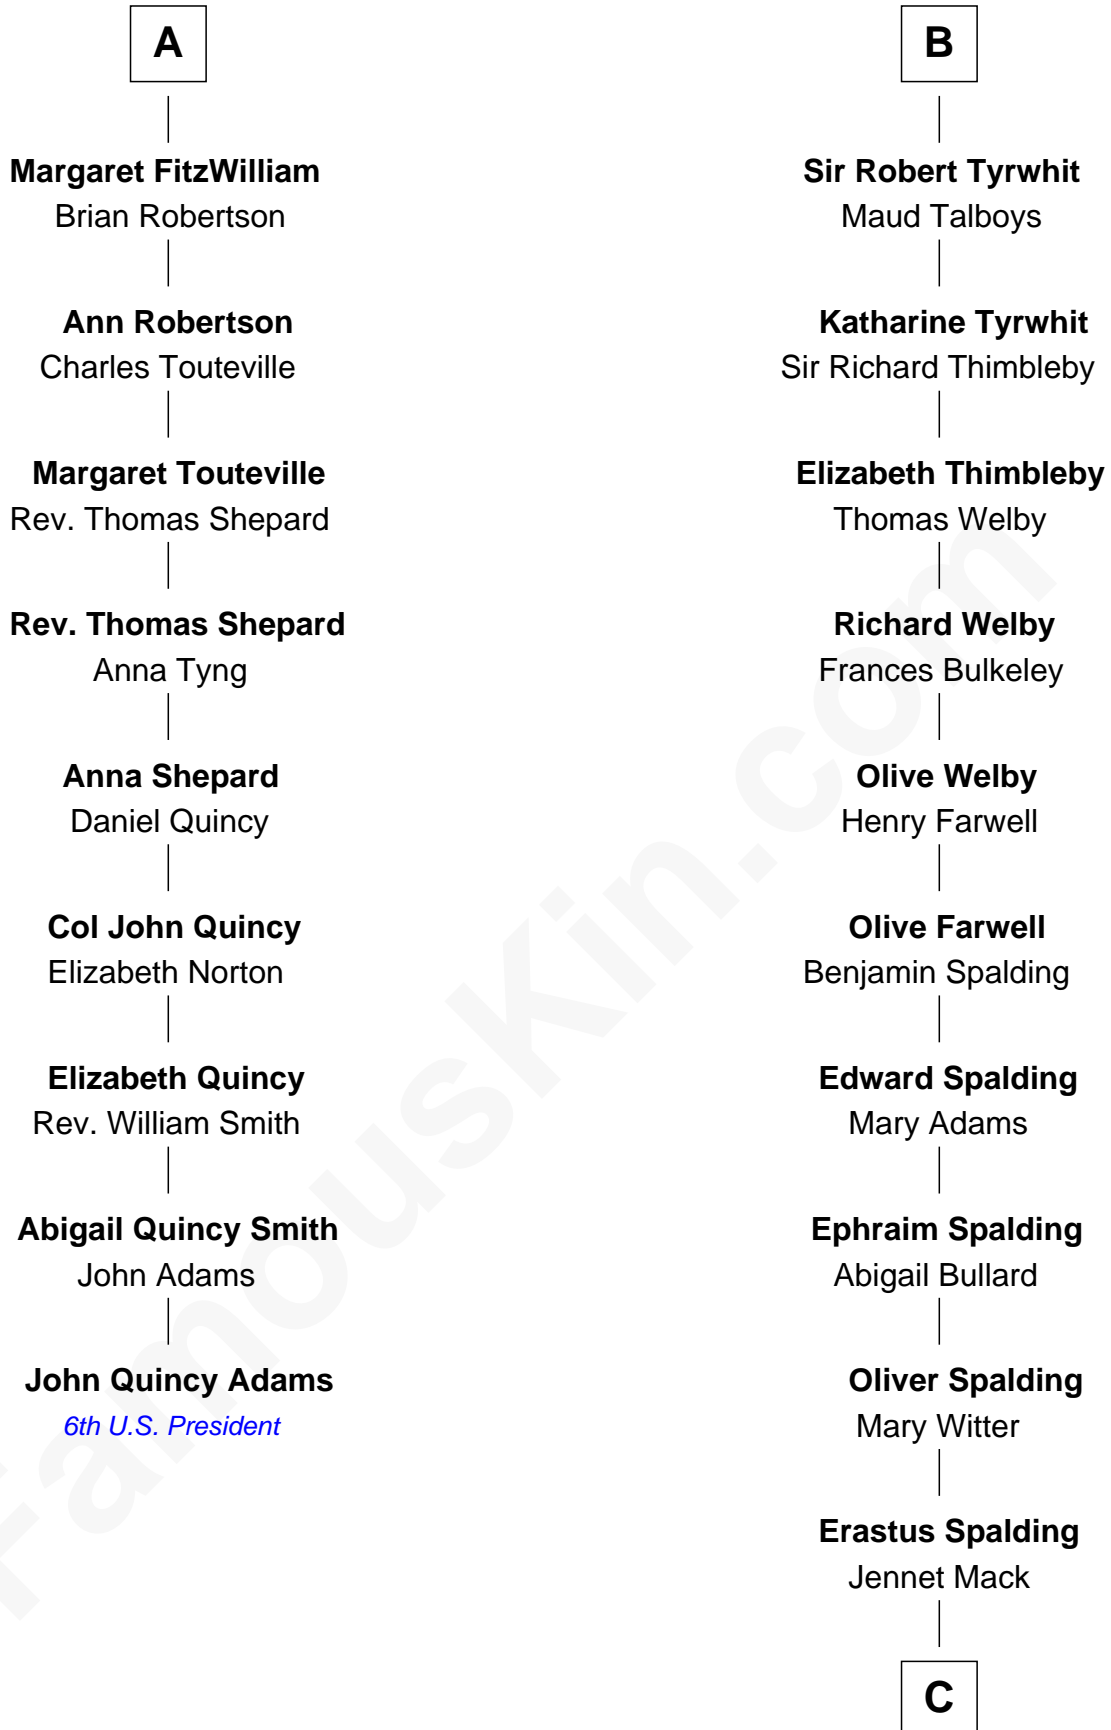 A
Margaret FitzWilliam
Brian Robertson
Ann Robertson
Charles Touteville
Margaret Touteville
Rev. Thomas Shepard
Rev. Thomas Shepard
Anna Tyng
Anna Shepard
Daniel Quincy
Col John Quincy
Elizabeth Norton
Elizabeth Quincy
Rev. William Smith
Abigail Quincy Smith
John Adams
John Quincy Adams
6th U.S. President
B
Sir Robert Tyrwhit
Maud Talboys
Katharine Tyrwhit
Sir Richard Thimbleby
Elizabeth Thimbleby
Thomas Welby
Richard Welby
Frances Bulkeley
Olive Welby
Henry Farwell
Olive Farwell
Benjamin Spalding
Edward Spalding
Mary Adams
Ephraim Spalding
Abigail Bullard
Oliver Spalding
Mary Witter
Erastus Spalding
Jennet Mack
C
FamousKin.com